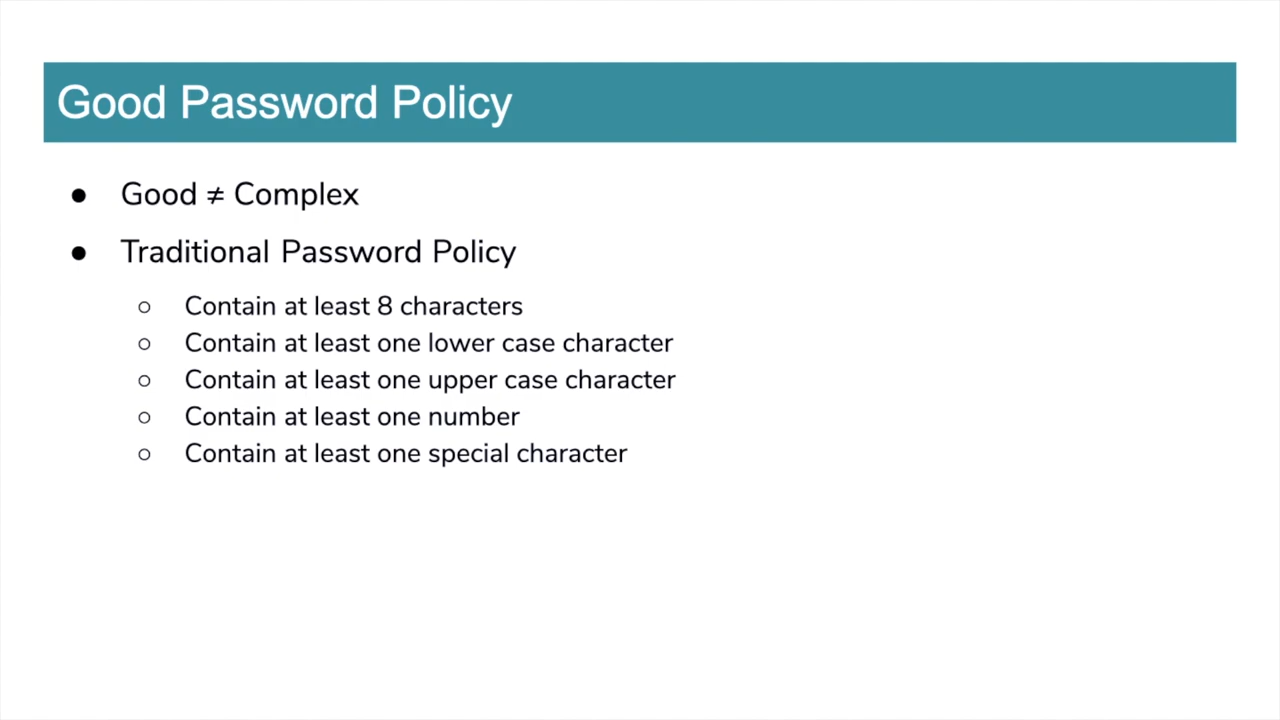 Good Password Policy
● Good ≠ Complex
● Traditional Password Policy
○ Contain at least 8 characters
○ Contain at least one lower case character
○ Contain at least one upper case character
○ Contain at least one number
○ Contain at least one special character